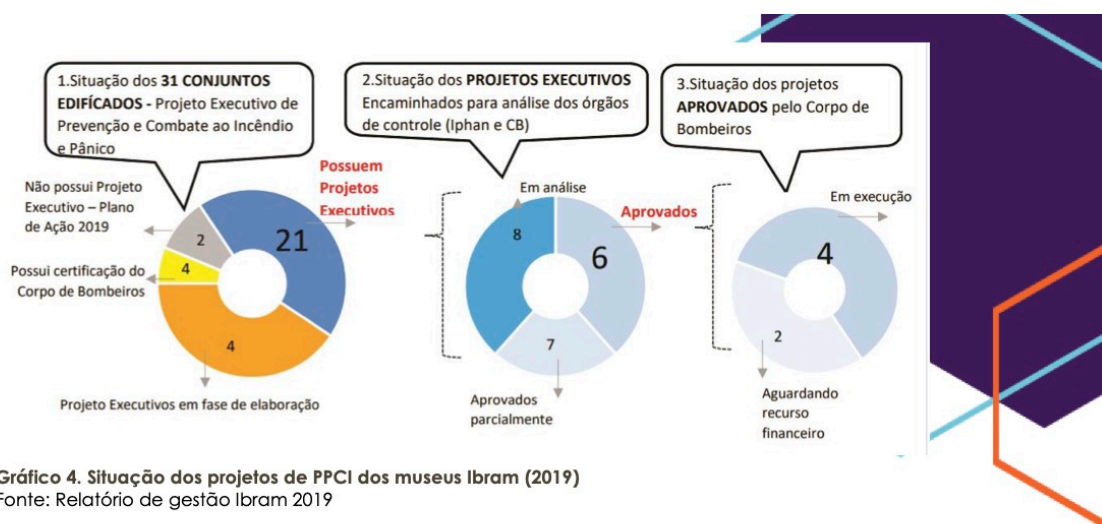 1.Situação dos 31 CONJUNTOS
EDIFÍCADOS - Projeto Executivo de
Prevenção e Combate ao Incêndio
e Pânico
2.Situação dos PROJETOS EXECUTIVOS
Encaminhados para análise dos órgãos
de controle (Iphan e CB)
3.Situação dos projetos
APROVADOS pelo Corpo de
Bombeiros
Não possui Projeto
Executivo – Plano
de Ação 2019
Possui certificação do
Corpo de Bombeiros
Possuem
Projetos
Executivos
2
21
4
4
Projeto Executivos em fase de elaboração
Em análise
8
Aprovados
6
7
Aprovados
parcialmente
Em execução
4
2
Aguardando
recurso
financeiro
Gráfico 4. Situação dos projetos de PPCI dos museus Ibram (2019)
Fonte: Relatório de gestão Ibram 2019